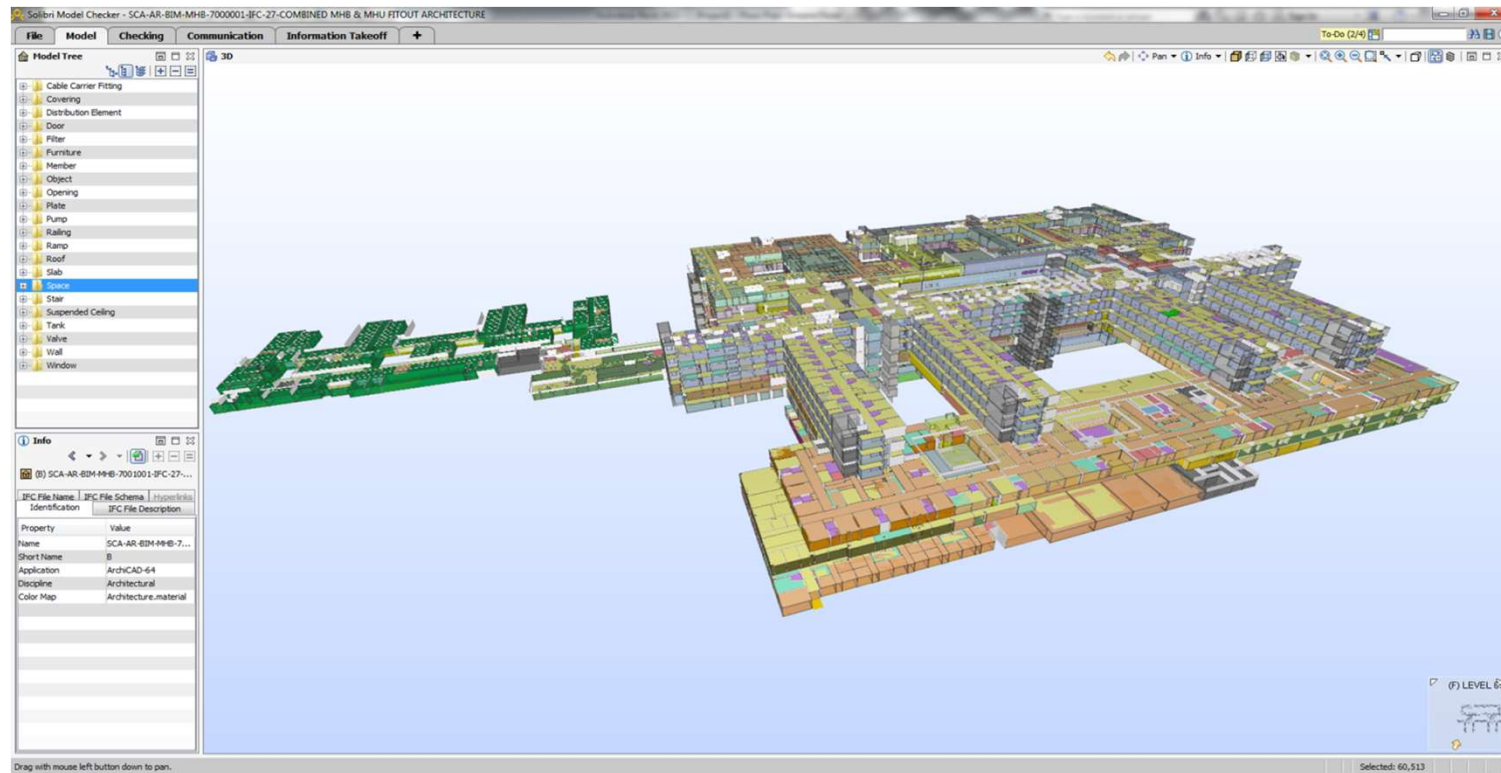 Solibri Model Checker - SCA-AR-BIM-MHB-7000001-IFC-27-COMBINED MHB & MHU FITOUT ARCHITECTURE
File Model Checking Communication Information Takeoff +
To-Do (2/4)
Model Tree
3D
Pan Info
Cable Carrier Fitting
Covering
Distribution Element
Door
Filter
Furniture
Member
Object
Opening
Plate
Pump
Railing
Ramp
Roof
Slab
Space
Stair
Suspended Ceiling
Tank
Valve
Wall
Window
Info
(B) SCA-AR-BIM-MHB-7001001-IFC-27-...
IFC File Name IFC File Schema Hyperlinks
Identification IFC File Description
Property Value
Name SCA-AR-BIM-MHB-7...
Short Name B
Application ArchiCAD-64
Discipline Architectural
Color Map Architecture.material
(F) LEVEL 6
Drag with mouse left button down to pan.
Selected: 60,513